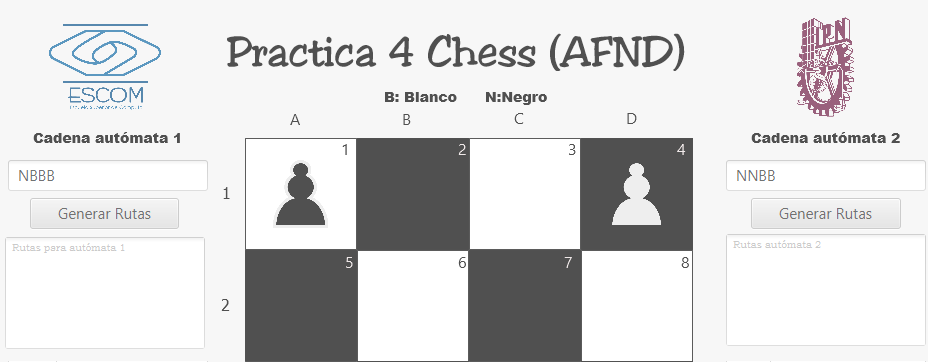 Practica 4 Chess (AFND)
ESCOM
IPN
B: Blanco N:Negro
Cadena autómata 1
Cadena autómata 2
NBBB
NNBB
Generar Rutas
Generar Rutas
Rutas para autómata 1
Rutas autómata 2
A B C D
1 2 3 4
1
5 6 7 8
2